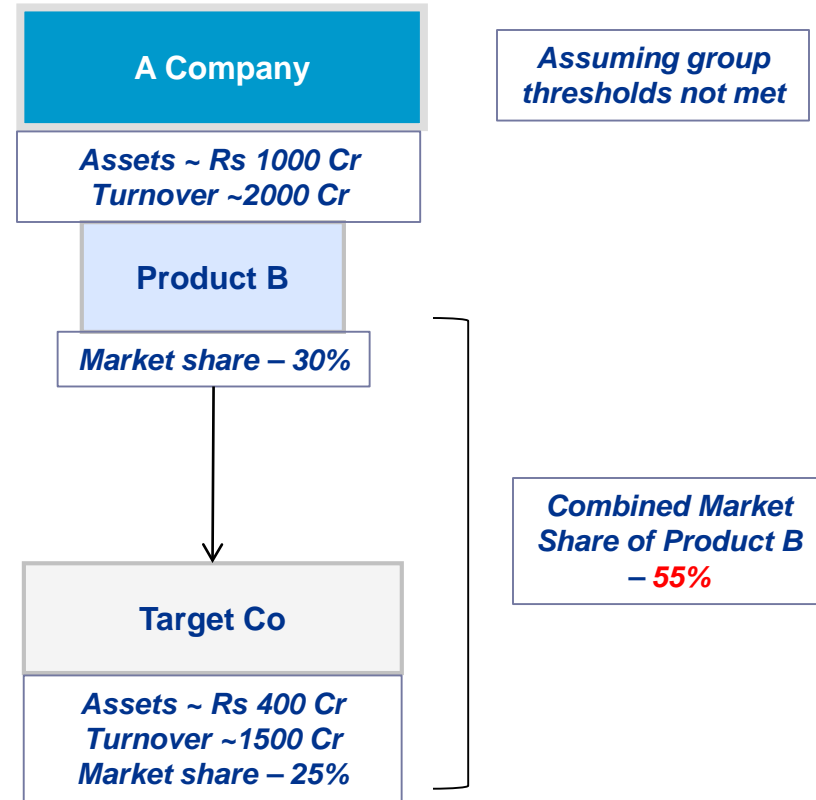 A Company
Assuming group
thresholds not met
Assets ~ Rs 1000 Cr
Turnover ~2000 Cr
Product B
Market share – 30%
Combined Market
Share of Product B
– 55%
Target Co
Assets ~ Rs 400 Cr
Turnover ~1500 Cr
Market share – 25%